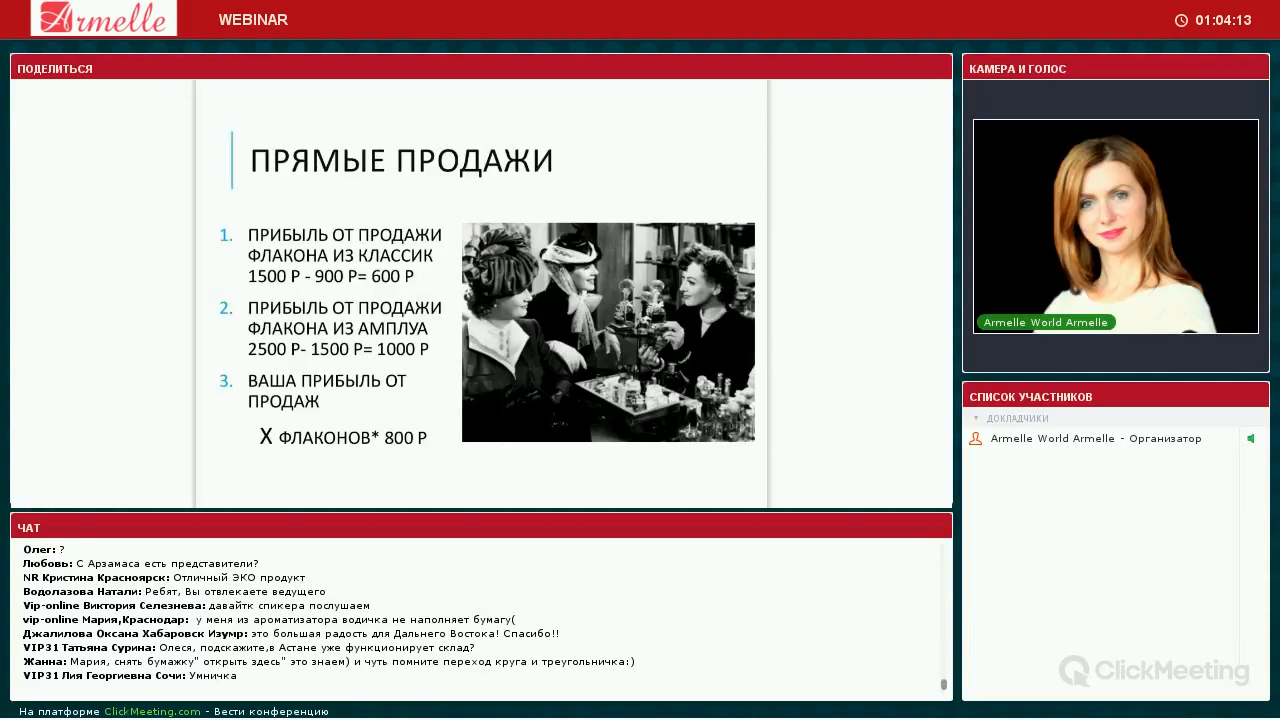 Armelle
WEBINAR
01:04:13
ПОДЕЛИТЬСЯ
ПРЯМЫЕ ПРОДАЖИ
1. ПРИБЫЛЬ ОТ ПРОДАЖИ
ФЛАКОНА ИЗ КЛАССИК
1500 Р - 900 Р= 600 Р
2. ПРИБЫЛЬ ОТ ПРОДАЖИ
ФЛАКОНА ИЗ АМПЛУА
2500 Р- 1500 Р= 1000 Р
3. ВАША ПРИБЫЛЬ ОТ
ПРОДАЖ
Х ФЛАКОНОВ* 800 Р
КАМЕРА И ГОЛОС
Armelle World Armelle
СПИСОК УЧАСТНИКОВ
ДОКЛАДЧИКИ
Armelle World Armelle - Организатор
ЧАТ
Олег: ?
Любовь: С Арзамаса есть представители?
NR Кристина Красноярск: Отличный ЭКО продукт
Водолазова Натали: Ребят, Вы отвлекаете ведущего
Vip-online Виктория Селезнева: давайтк спикера послушаем
vip-online Мария,Краснодар: у меня из ароматизатора водичка не наполняет бумагу(
Джалилова Оксана Хабаровск Изумр: это большая радость для Дальнего Востока! Спасибо!!
VIP31 Татьяна Сурина: Олеся, подскажите,в Астане уже функционирует склад?
Жанна: Мария, снять бумажку" открыть здесь" это знаем) и чуть помните переход круга и треугольничка:)
VIP31 Лия Георгиевна Сочи: Умничка
ClickMeeting
На платформе ClickMeeting.com - Вести конференцию